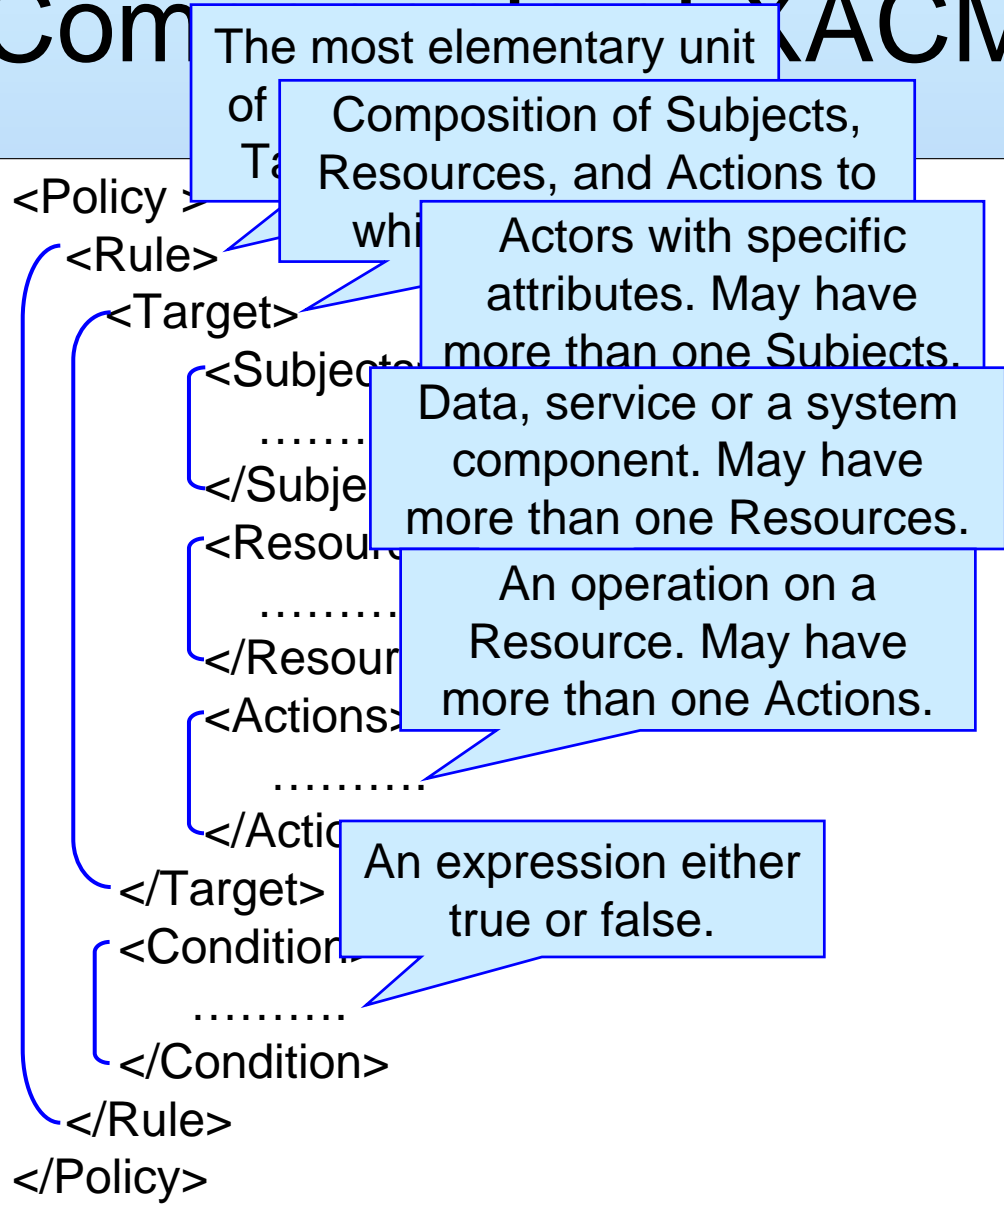 The most elementary unit
of
Composition of Subjects,
Resources, and Actions to
<Policy >
<Rule>
Actors with specific
attributes. May have
more than one Subjects.
<Target>
Data, service or a system
component. May have
more than one Resources.
……..
An operation on a
Resource. May have
more than one Actions.
………
<Actions>
……….
An expression either
true or false.
</Target>
<Condition>
……….
</Condition>
</Rule>
</Policy>